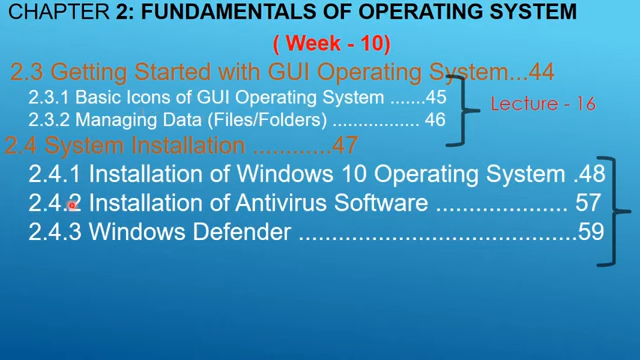 CHAPTER 2: FUNDAMENTALS OF OPERATING SYSTEM
( Week - 10)
2.3 Getting Started with GUI Operating System...44
2.3.1 Basic Icons of GUI Operating System .......45
2.3.2 Managing Data (Files/Folders) ................. 46
Lecture - 16
2.4 System Installation ............47
2.4.1 Installation of Windows 10 Operating System .48
2.4.2 Installation of Antivirus Software .................... 57
2.4.3 Windows Defender ..........................................59